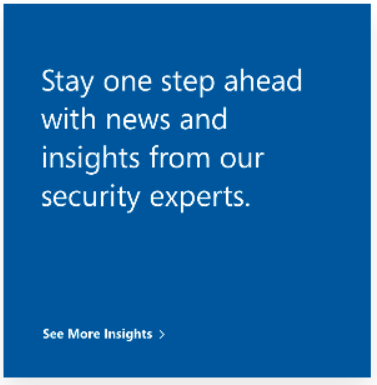 Stay one step ahead
with news and
insights from our
security experts.
See More Insights >